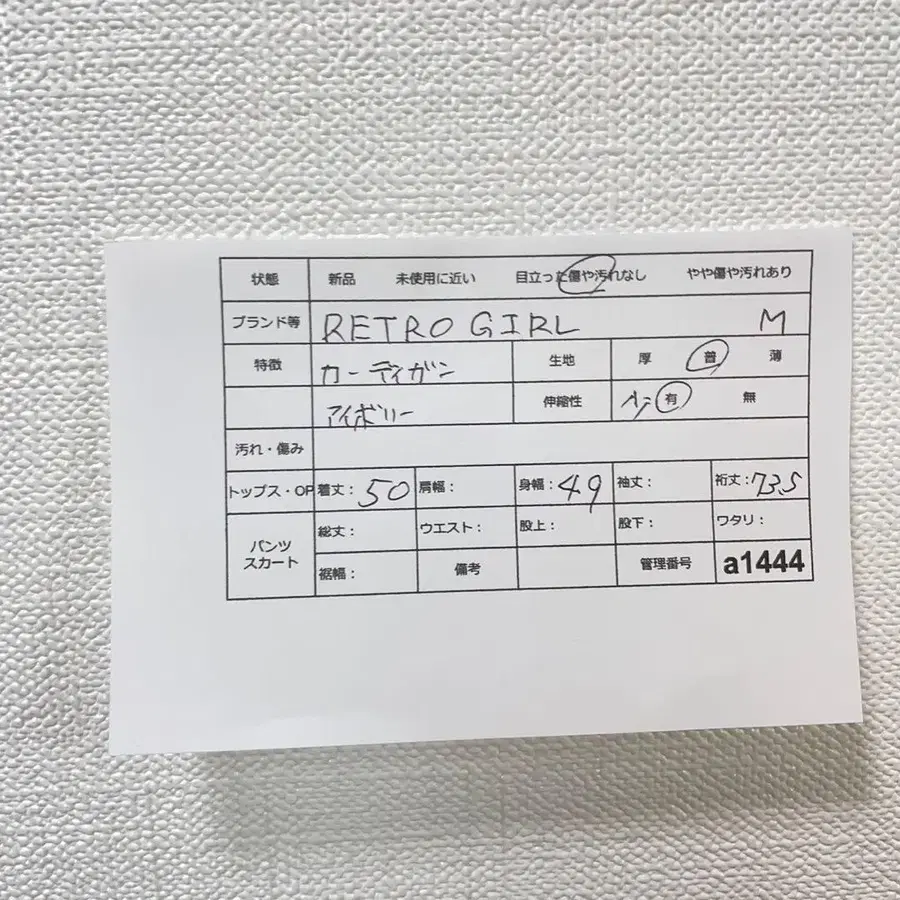 状態 新品 未使用に近い 目立った傷や汚れなし やや傷や汚れあり
ブランド等 RETRO GIRL M
特徴 カーディガン 生地 厚 普 薄
アイボリー 伸縮性 有 無
汚れ・傷み
トップス・OP 着丈：50 肩幅： 身幅：49 袖丈： 裄丈：73.5
パンツ
スカート
総丈： ウエスト： 股上： 股下： ワタリ：
裾幅： 備考 管理番号 a1444